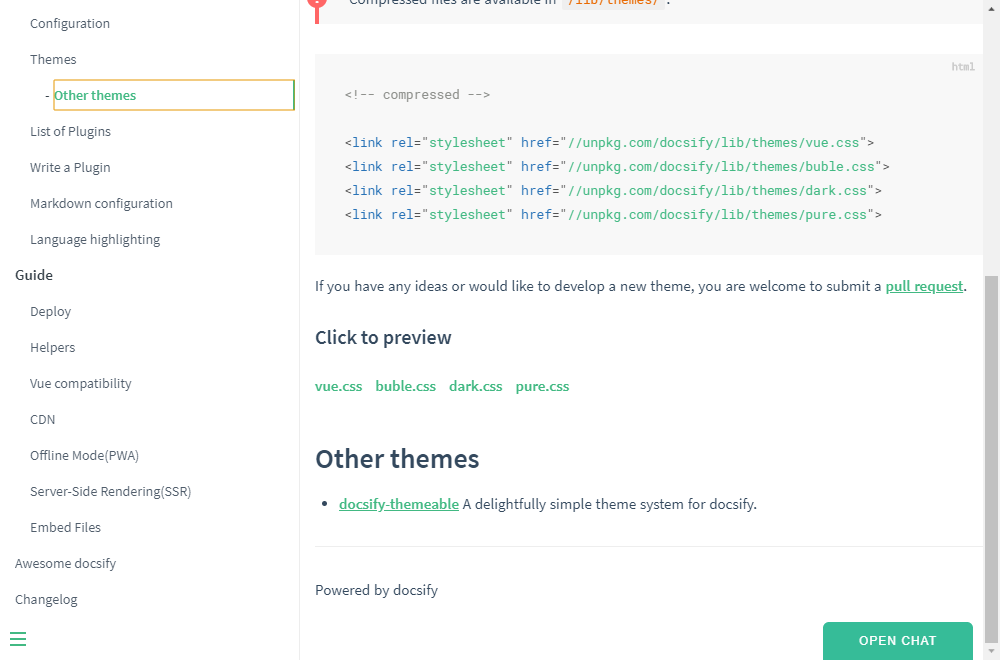 Configuration
Themes
- Other themes
List of Plugins
Write a Plugin
Markdown configuration
Language highlighting
Guide
Deploy
Helpers
Vue compatibility
CDN
Offline Mode(PWA)
Server-Side Rendering(SSR)
Embed Files
Awesome docsify
Changelog
Compressed files are available in /lib/themes/ .
html
<!-- compressed -->
<link rel="stylesheet" href="//unpkg.com/docsify/lib/themes/vue.css">
<link rel="stylesheet" href="//unpkg.com/docsify/lib/themes/buble.css">
<link rel="stylesheet" href="//unpkg.com/docsify/lib/themes/dark.css">
<link rel="stylesheet" href="//unpkg.com/docsify/lib/themes/pure.css">
If you have any ideas or would like to develop a new theme, you are welcome to submit a pull request.
Click to preview
vue.css buble.css dark.css pure.css
Other themes
• docsify-themeable A delightfully simple theme system for docsify.
Powered by docsify
OPEN CHAT